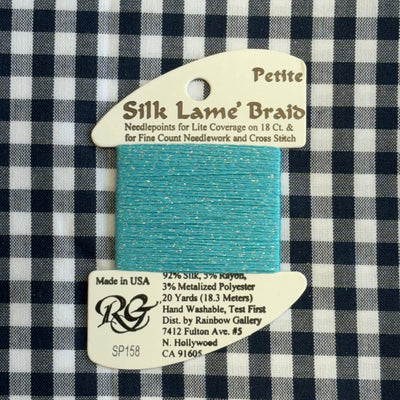 Petite
Silk Lame' Braid
Needlepoints for Lite Coverage on 18 Ct. &
for Fine Count Needlework and Cross Stitch
Made in USA
RG
SP158
92% Silk, 5% Rayon,
3% Metalized Polyester
20 Yards (18.3 Meters)
Hand Washable, Test First
Dist. by Rainbow Gallery
7412 Fulton Ave. #5
N. Hollywood
CA 91605